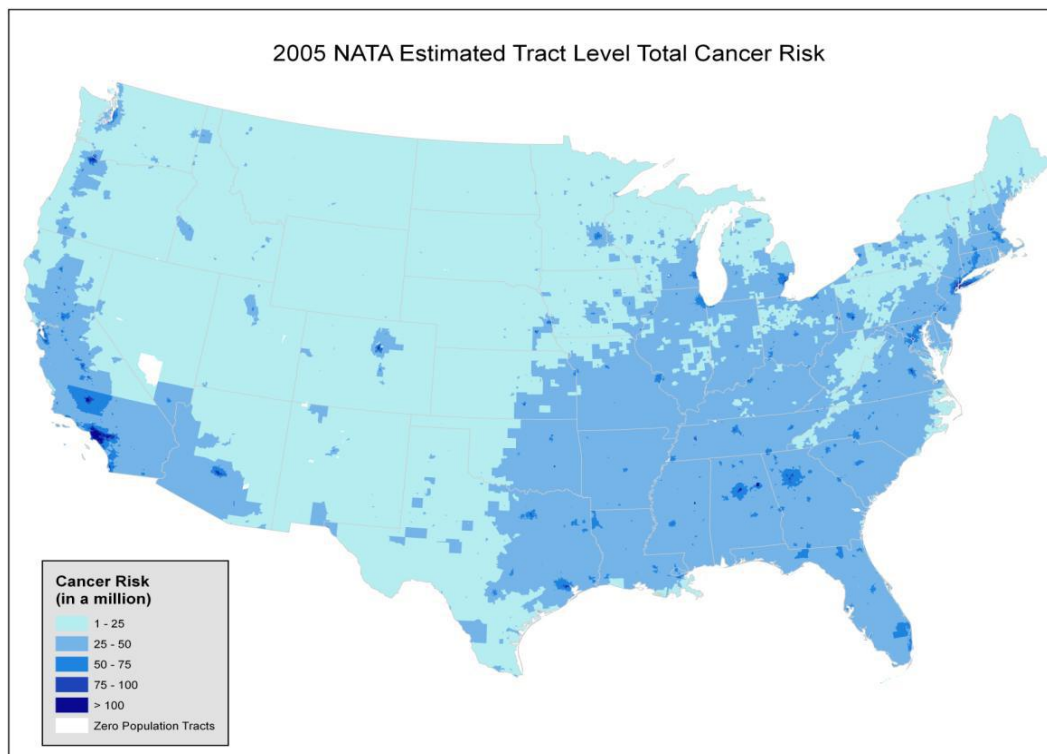 2005 NATA Estimated Tract Level Total Cancer Risk
Cancer Risk
(in a million)
1 - 25
25 - 50
50 - 75
75 - 100
> 100
Zero Population Tracts